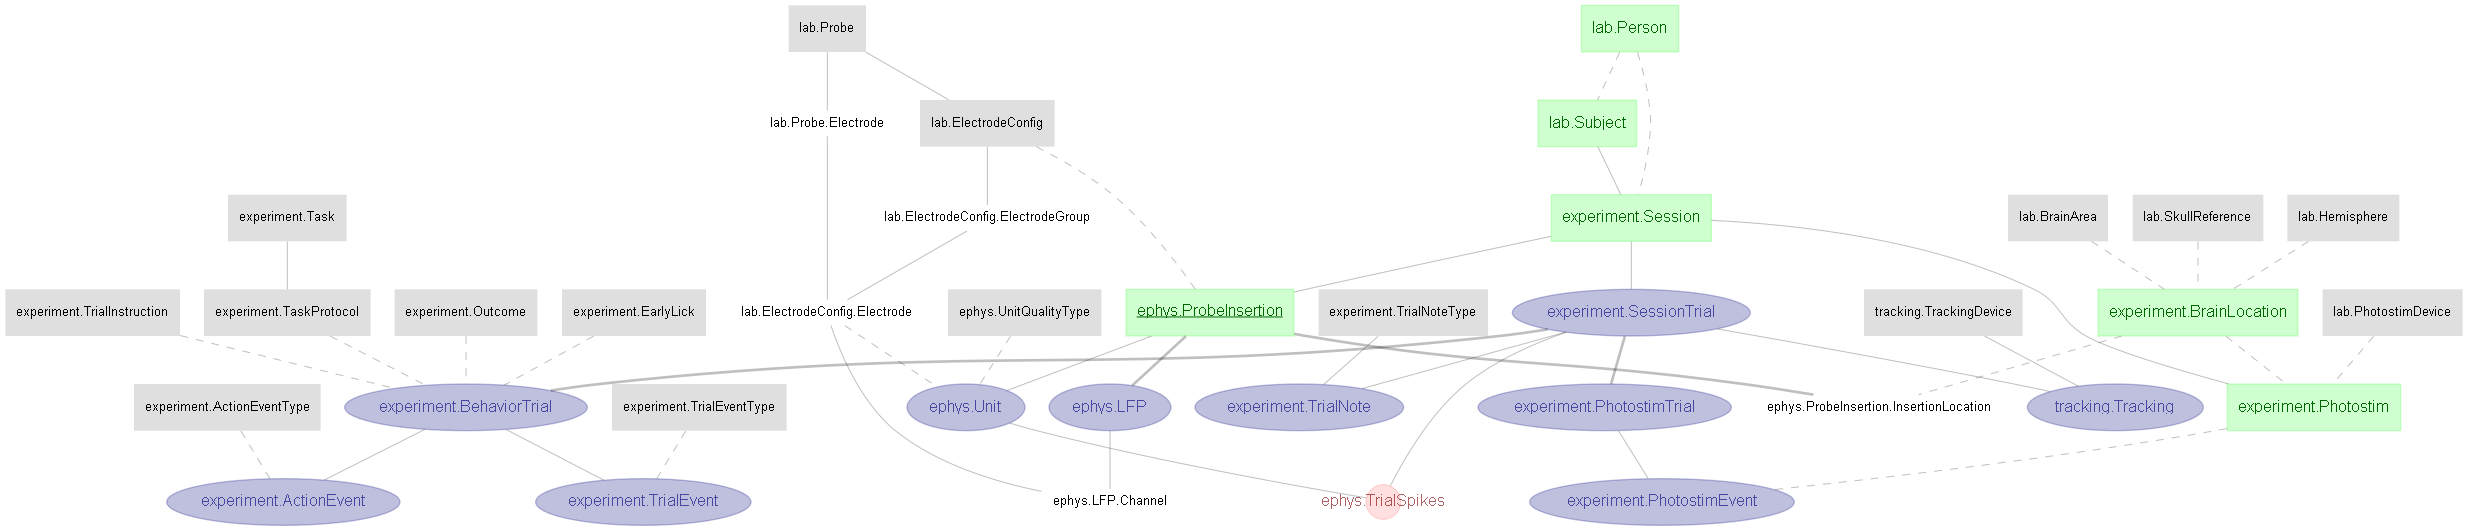 lab.Probe
lab.Person
lab.Probe.Electrode
lab.ElectrodeConfig
lab.Subject
experiment.Task
lab.ElectrodeConfig.ElectrodeGroup
experiment.Session
lab.BrainArea
lab.SkullReference
lab.Hemisphere
experiment.TrialInstruction
experiment.TaskProtocol
experiment.Outcome
experiment.EarlyLick
lab.ElectrodeConfig.Electrode
ephys.UnitQualityType
ephys.ProbeInsertion
experiment.TrialNoteType
experiment.SessionTrial
tracking.TrackingDevice
experiment.BrainLocation
lab.PhotostimDevice
experiment.ActionEventType
experiment.BehaviorTrial
experiment.TrialEventType
ephys.Unit
ephys.LFP
experiment.TrialNote
experiment.PhotostimTrial
ephys.ProbeInsertion.InsertionLocation
tracking.Tracking
experiment.Photostim
experiment.ActionEvent
experiment.TrialEvent
ephys.LFP.Channel
ephys.TrialSpikes
experiment.PhotostimEvent